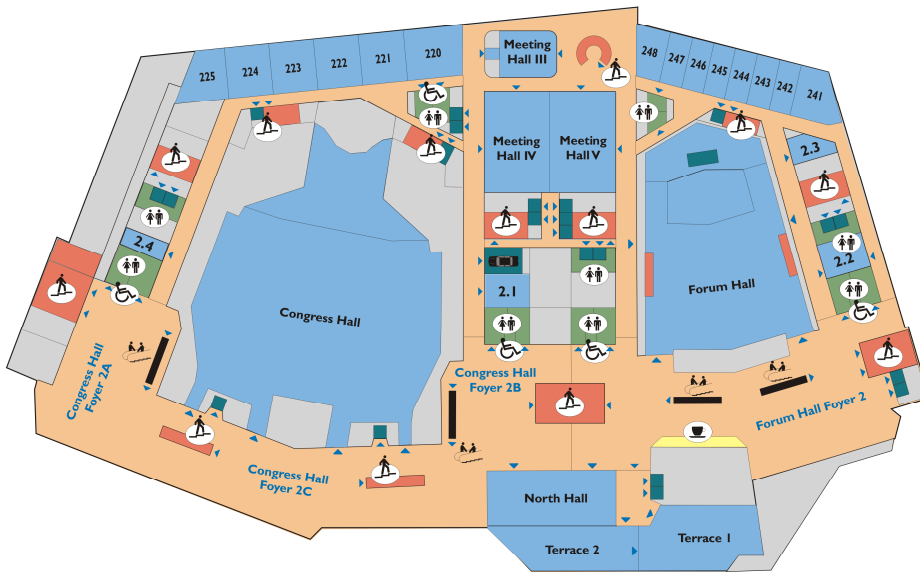 Meeting
Hall III
220
221
222
223
224
225
248
247
246
245
244
243
242
241
Meeting
Hall IV
Meeting
Hall V
2.3
2.4
2.2
2.1
Congress Hall
Forum Hall
Congress Hall
Foyer 2A
Congress Hall
Foyer 2B
Forum Hall Foyer 2
Congress Hall
Foyer 2C
North Hall
Terrace 2
Terrace 1